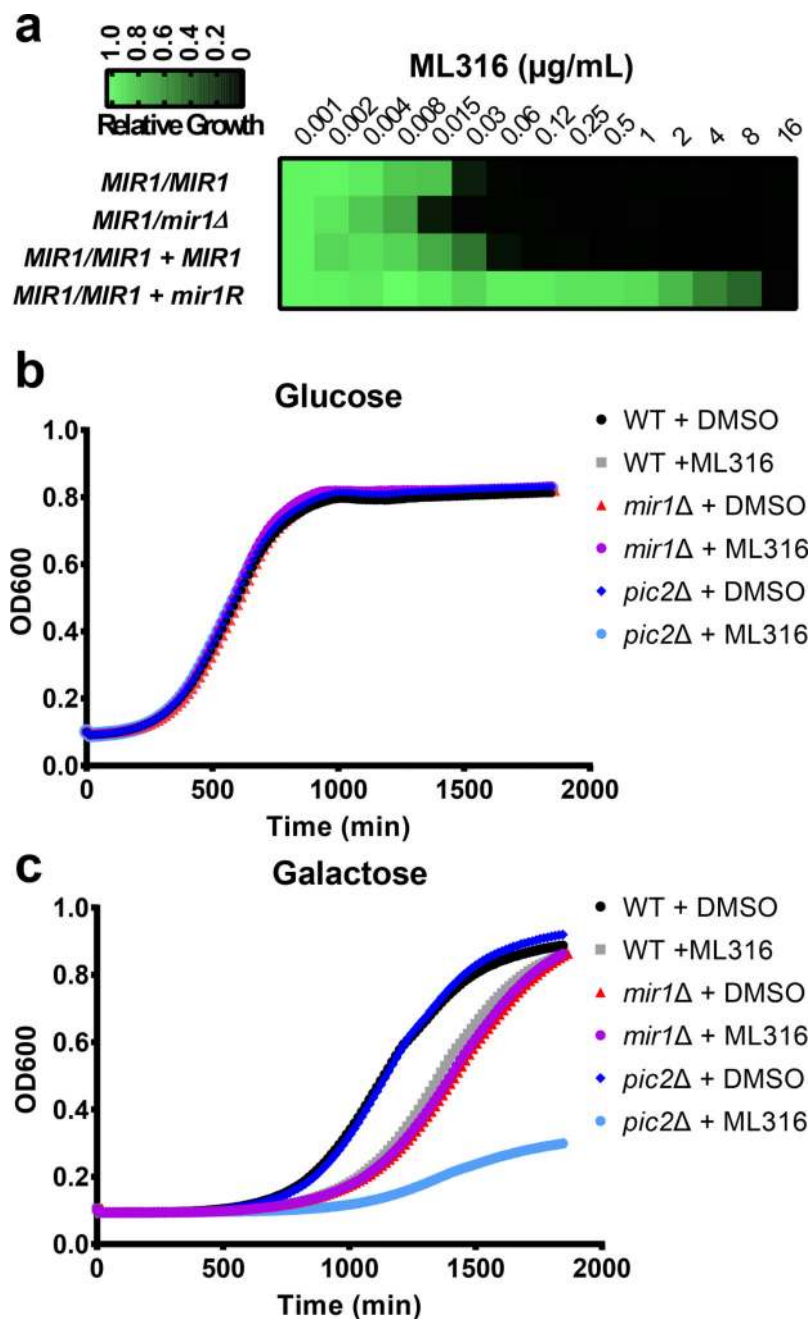 a
1.0 0.8 0.6 0.4 0.2 0
Relative Growth
ML316 (µg/mL)
0.001 0.002 0.004 0.008 0.015 0.03 0.06 0.12 0.25 0.5 1 2 4 8 16
MIR1/MIR1
MIR1/mir1Δ
MIR1/MIR1 + MIR1
MIR1/MIR1 + mir1R
b
Glucose
1.0
0.8
0.6
0.4
0.2
0.0
OD600
0 500 1000 1500 2000
Time (min)
WT + DMSO
WT +ML316
mir1Δ + DMSO
mir1Δ + ML316
pic2Δ + DMSO
pic2Δ + ML316
c
Galactose
1.0
0.8
0.6
0.4
0.2
0.0
OD600
0 500 1000 1500 2000
Time (min)
WT + DMSO
WT +ML316
mir1Δ + DMSO
mir1Δ + ML316
pic2Δ + DMSO
pic2Δ + ML316